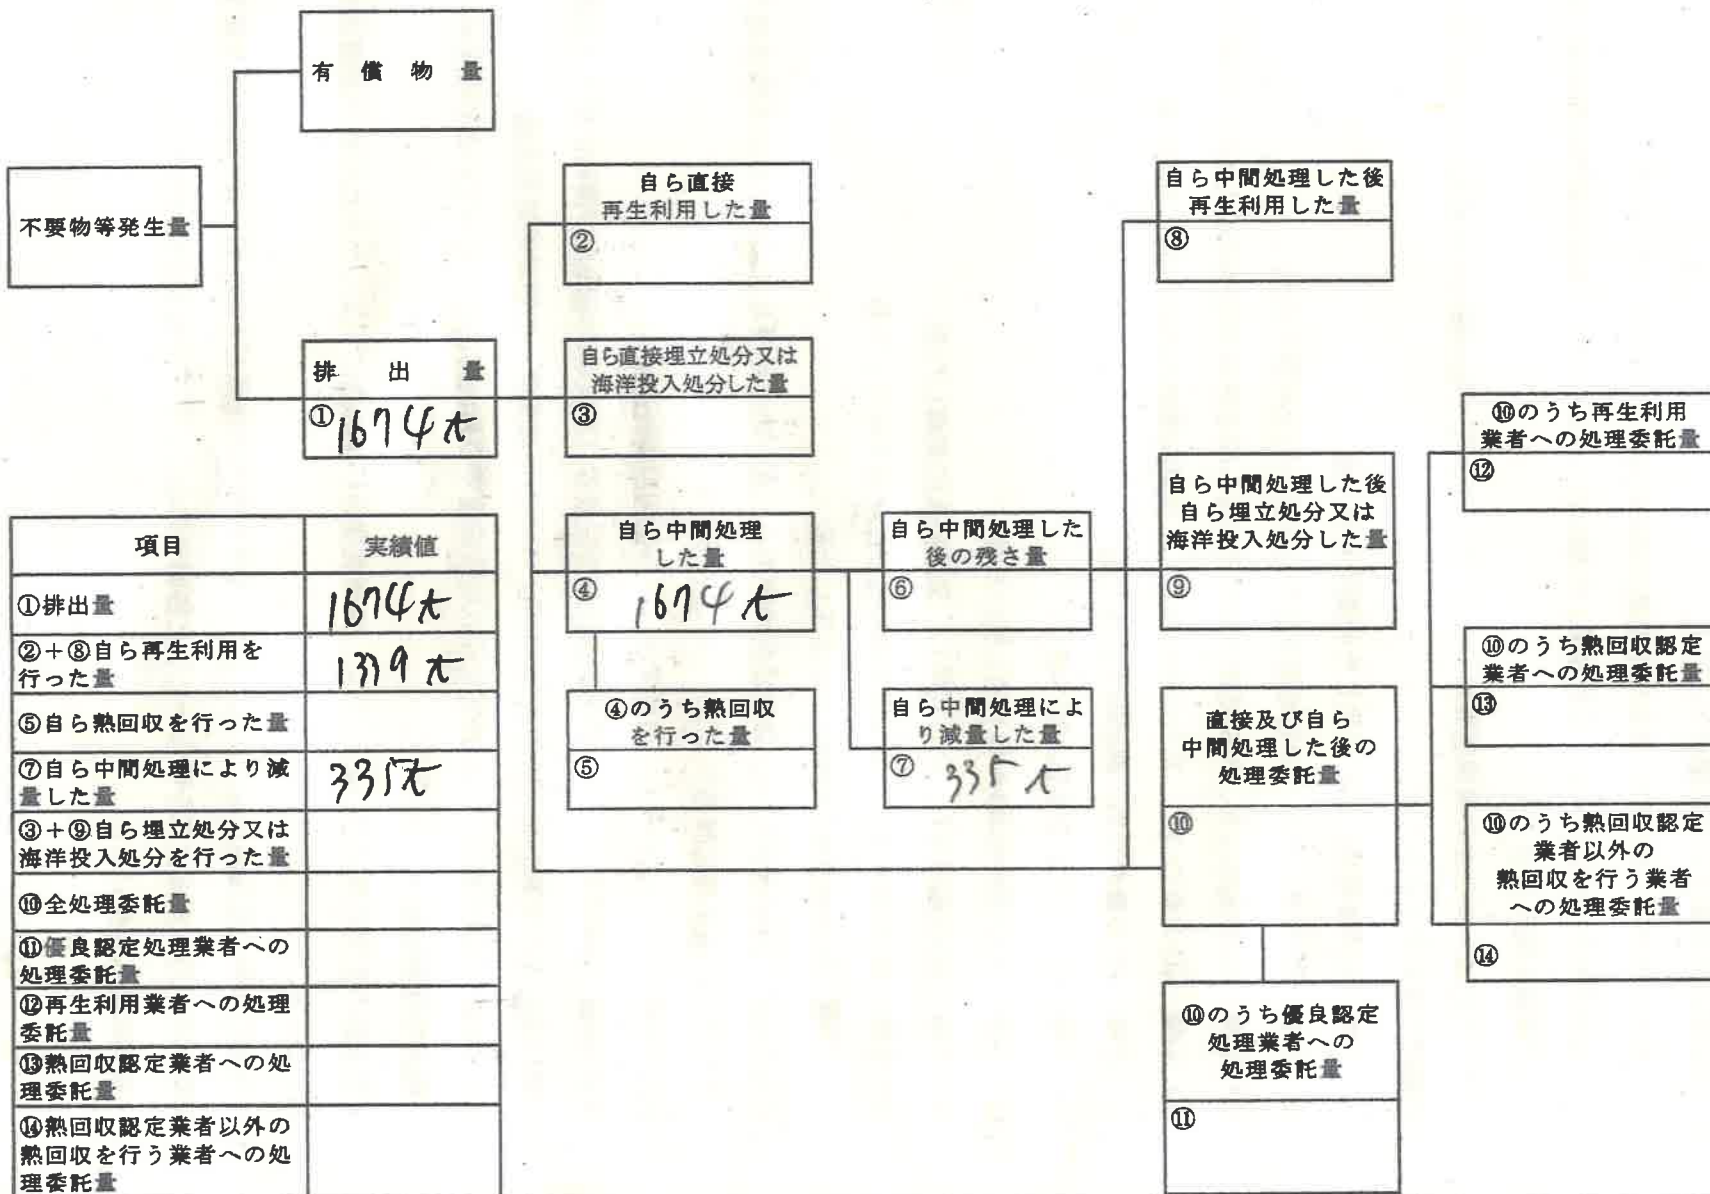 有償物量
不要物等発生量
自ら直接
再生利用した量
②
自ら中間処理した後
再生利用した量
⑧
排出量
①1674t
自ら直接埋立処分又は
海洋投入処分した量
③
⑩のうち再生利用
業者への処理委託量
⑫
自ら中間処理
した量
④ 1674t
自ら中間処理した
後の残さ量
⑥
自ら中間処理した後
自ら埋立処分又は
海洋投入処分した量
⑨
⑩のうち熱回収認定
業者への処理委託量
⑬
④のうち熱回収
を行った量
⑤
自ら中間処理によ
り減量した量
⑦ 335t
直接及び自ら
中間処理した後の
処理委託量
⑩
⑩のうち熱回収認定
業者以外の
熱回収を行う業者
への処理委託量
⑭
⑩のうち優良認定
処理業者への
処理委託量
⑪
項目 実績値
①排出量 1674t
②+⑧自ら再生利用を
行った量 1339t
⑤自ら熱回収を行った量
⑦自ら中間処理により減
量した量 335t
③+⑨自ら埋立処分又は
海洋投入処分を行った量
⑩全処理委託量
⑪優良認定処理業者への
処理委託量
⑫再生利用業者への処理
委託量
⑬熱回収認定業者への処
理委託量
⑭熱回収認定業者以外の
熱回収を行う業者への処
理委託量